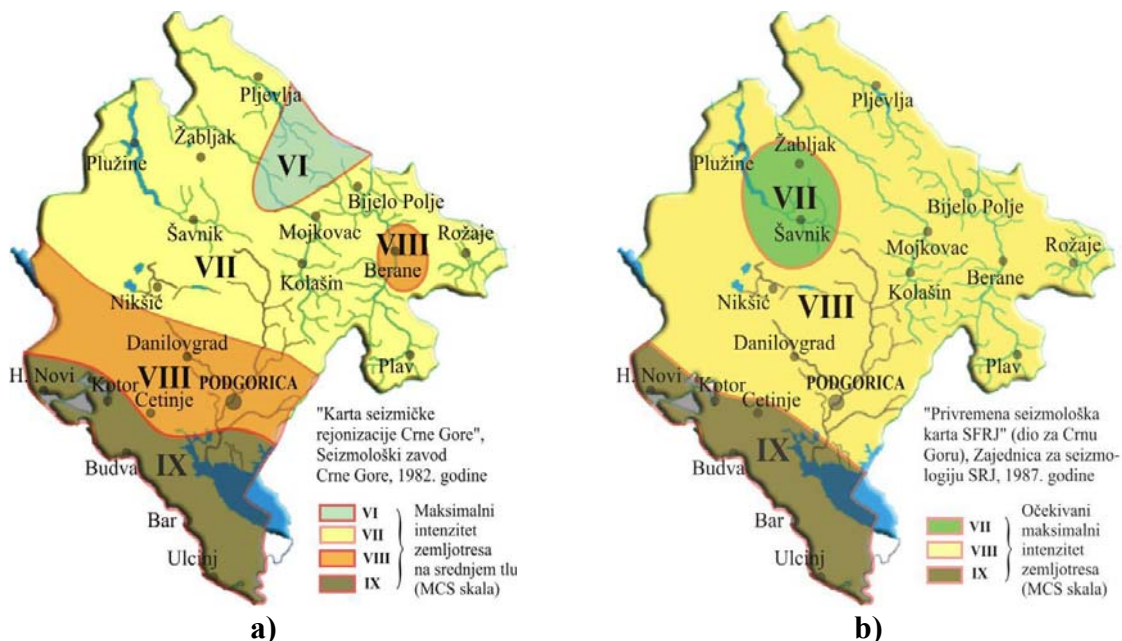 Pljevlja
Žabljak
Plužine
VI
Bijelo Polje
Šavnik
Mojkovac
VIII
Rožaje
VII
Berane
Kolašin
Nikšić
Danilovgrad
Plav
VIII
H. Novi
Kotor
PODGORICA
Cetinje
"Karta seizmičke
rejonizacije Crne Gore",
Seizmološki zavod
Crne Gore, 1982. godine
IX
Budva
Bar
Ulcinj
VI
VII
VIII
IX
Maksimalni
intenzitet
zemljotresa
na srednjem tlu
(MCS skala)
a)
Pljevlja
Žabljak
Plužine
VII
Bijelo Polje
Šavnik
Mojkovac
Rožaje
Berane
Kolašin
Nikšić
VIII
Danilovgrad
Plav
H. Novi
Kotor
PODGORICA
Cetinje
"Privremena seizmološka
karta SFRJ" (dio za Crnu
Goru), Zajednica za seizmo-
logiju SRJ, 1987. godine
IX
Budva
Bar
Ulcinj
VII
VIII
IX
Očekivani
maksimalni
intenzitet
zemljotresa
(MCS skala)
b)